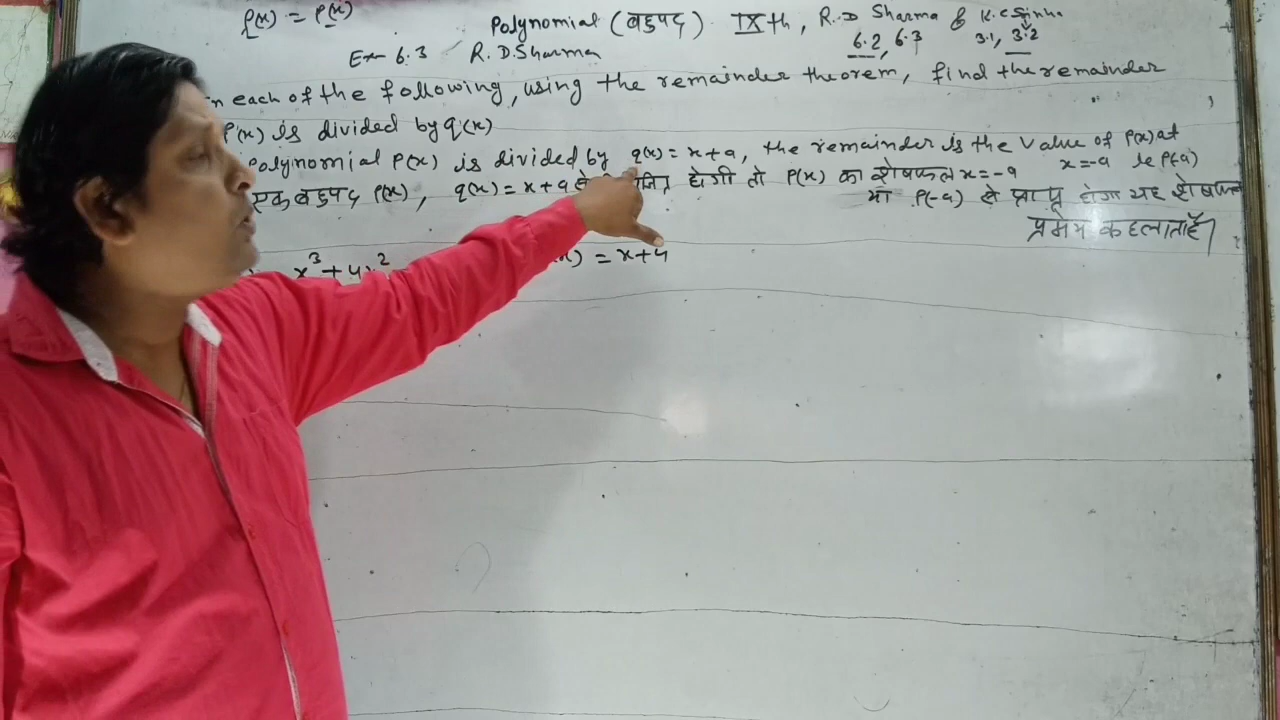 ρ(x) = P(x)
Polynomial (बहुपद) IXth, R.D Sharma & K.C Sinha
6.2, 6.3 3.1, 3.2
Ex- 6.3 R.D.Sharma
n each of the following, using the remainder theorem, find the remainder
P(x) is divided by q(x)
Polynomial P(x) is divided by q(x) = x+a, the remainder is the value of P(x) at
x=-a ie P(-a)
एक बहुपद P(x), q(x) = x+a से होगी तो P(x) का शेषफल x=-a
या P(-a) से प्राप्त होगा यह शेषफल
प्रमेय कहलाता है।
x³+4x² (x) = x+4